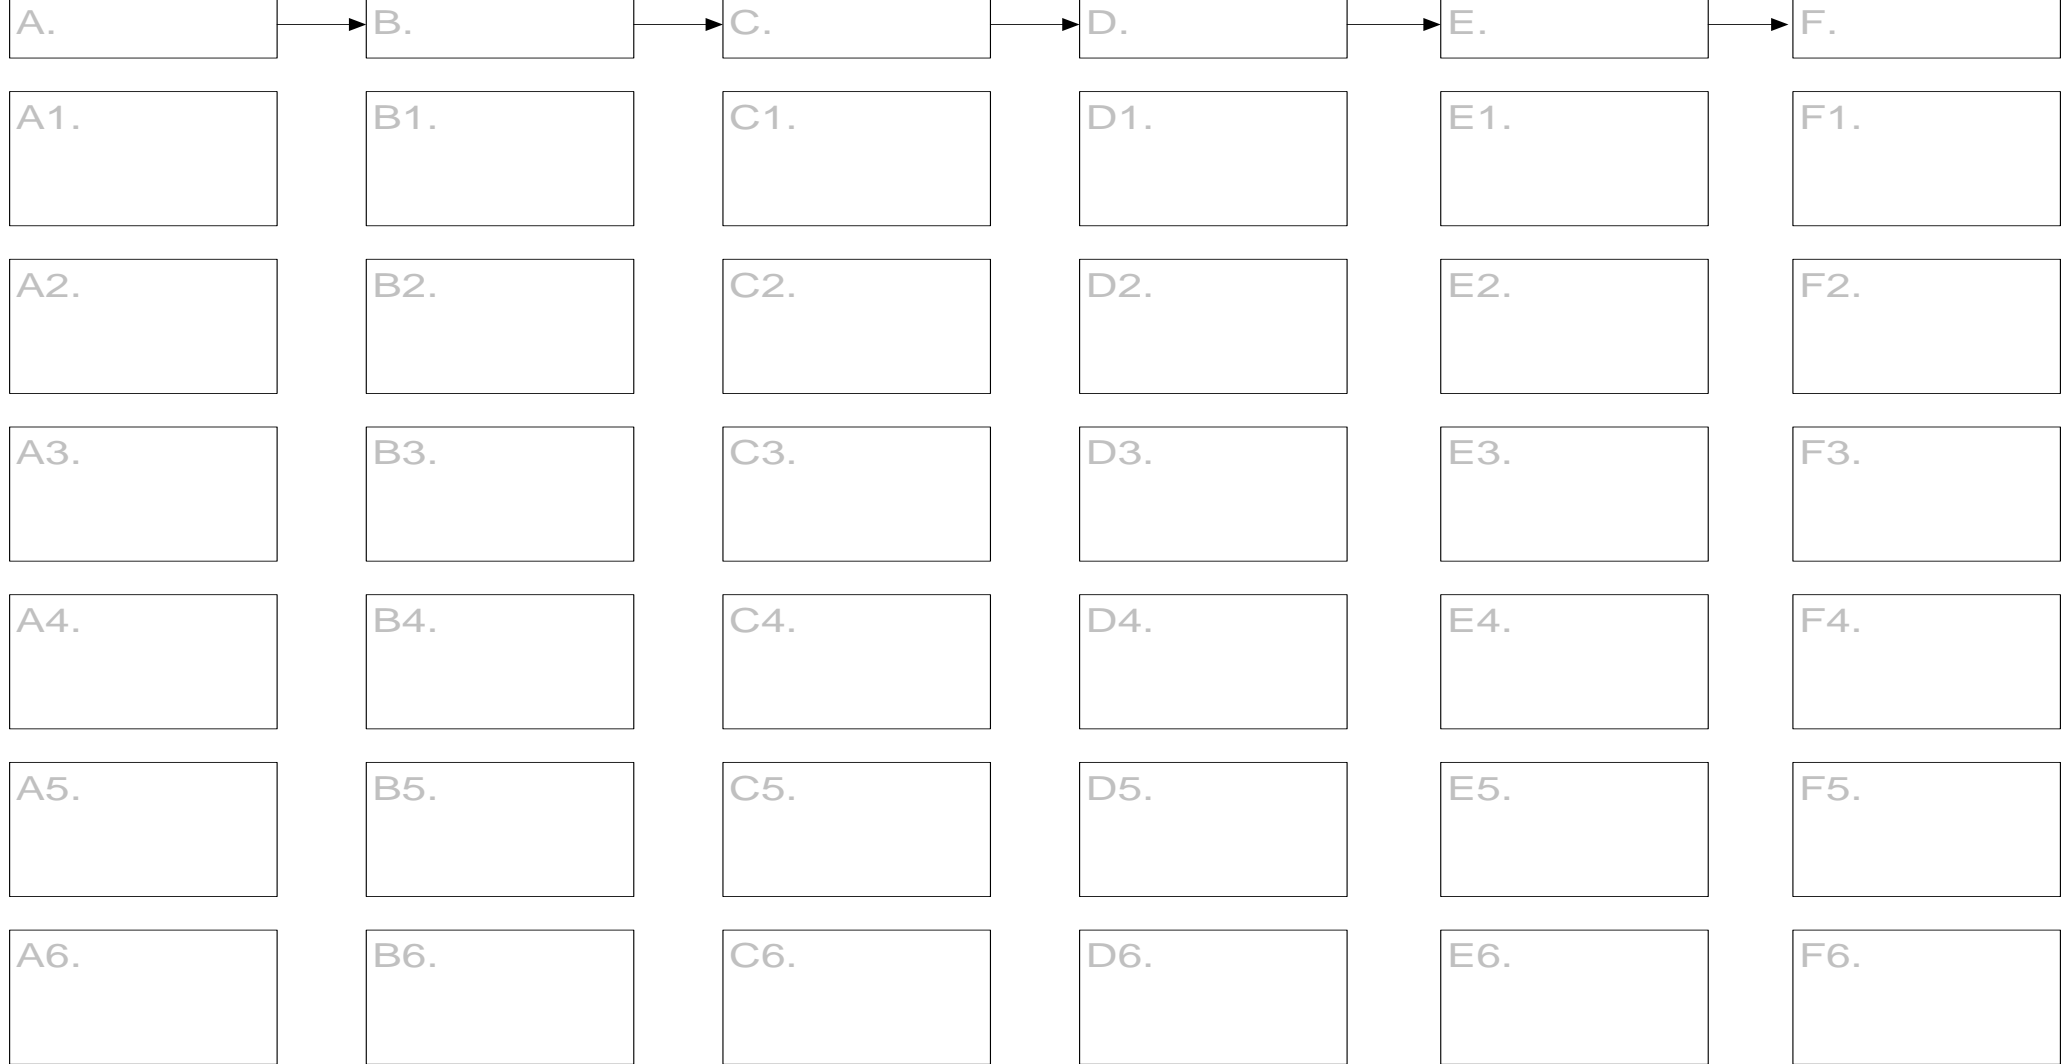 A. B. C. D. E. F.
A1. B1. C1. D1. E1. F1.
A2. B2. C2. D2. E2. F2.
A3. B3. C3. D3. E3. F3.
A4. B4. C4. D4. E4. F4.
A5. B5. C5. D5. E5. F5.
A6. B6. C6. D6. E6. F6.